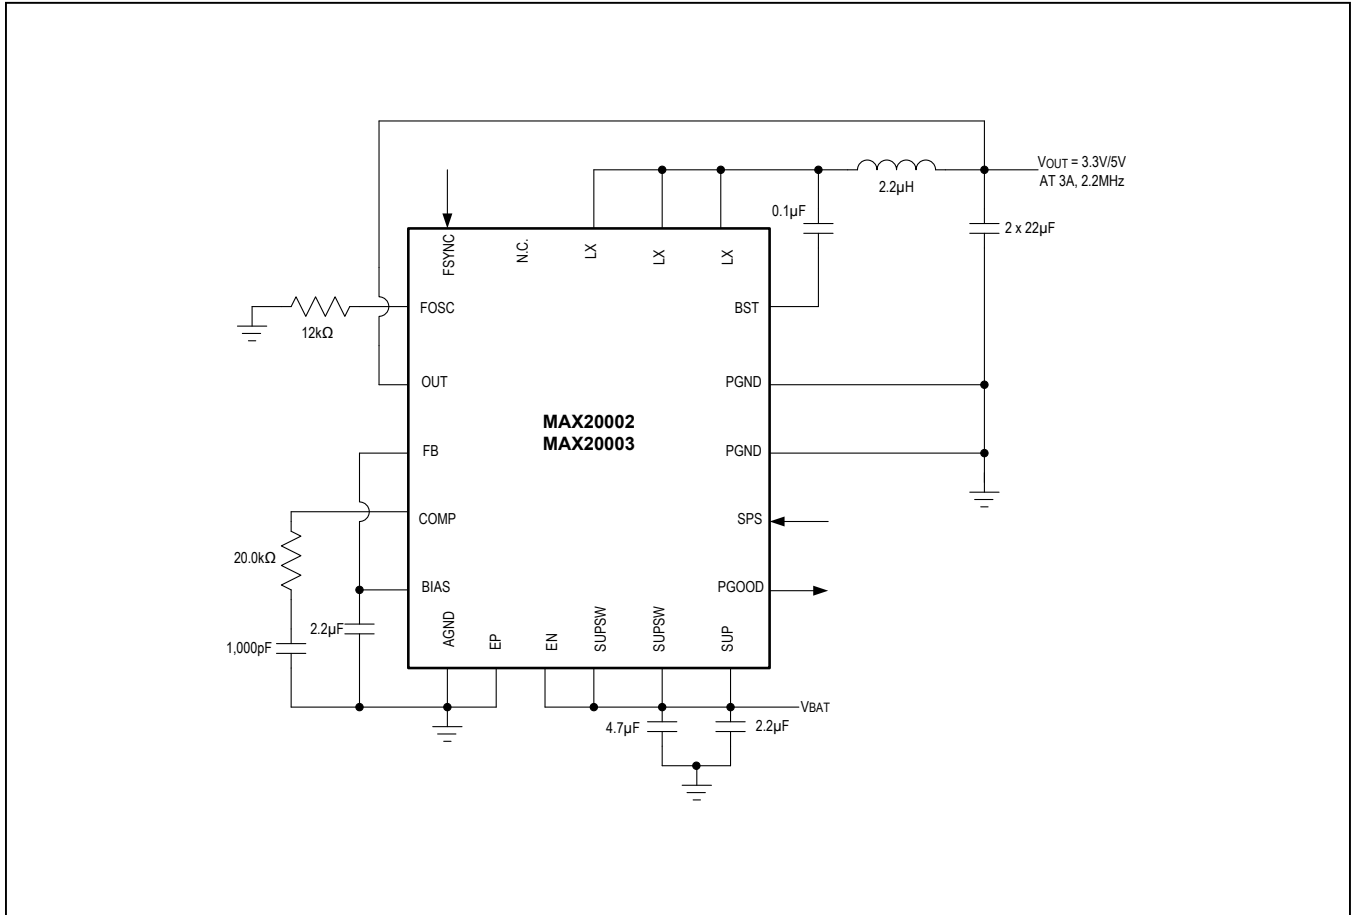 VOUT = 3.3V/5V
AT 3A, 2.2MHz
2.2µH
0.1µF
2 x 22µF
FSYNC
N.C.
LX
LX
LX
FOSC
BST
12kΩ
OUT
PGND
MAX20002
MAX20003
FB
PGND
COMP
SPS
20.0kΩ
BIAS
PGOOD
2.2µF
1,000pF
AGND
EP
EN
SUPSW
SUPSW
SUP
VBAT
4.7µF
2.2µF